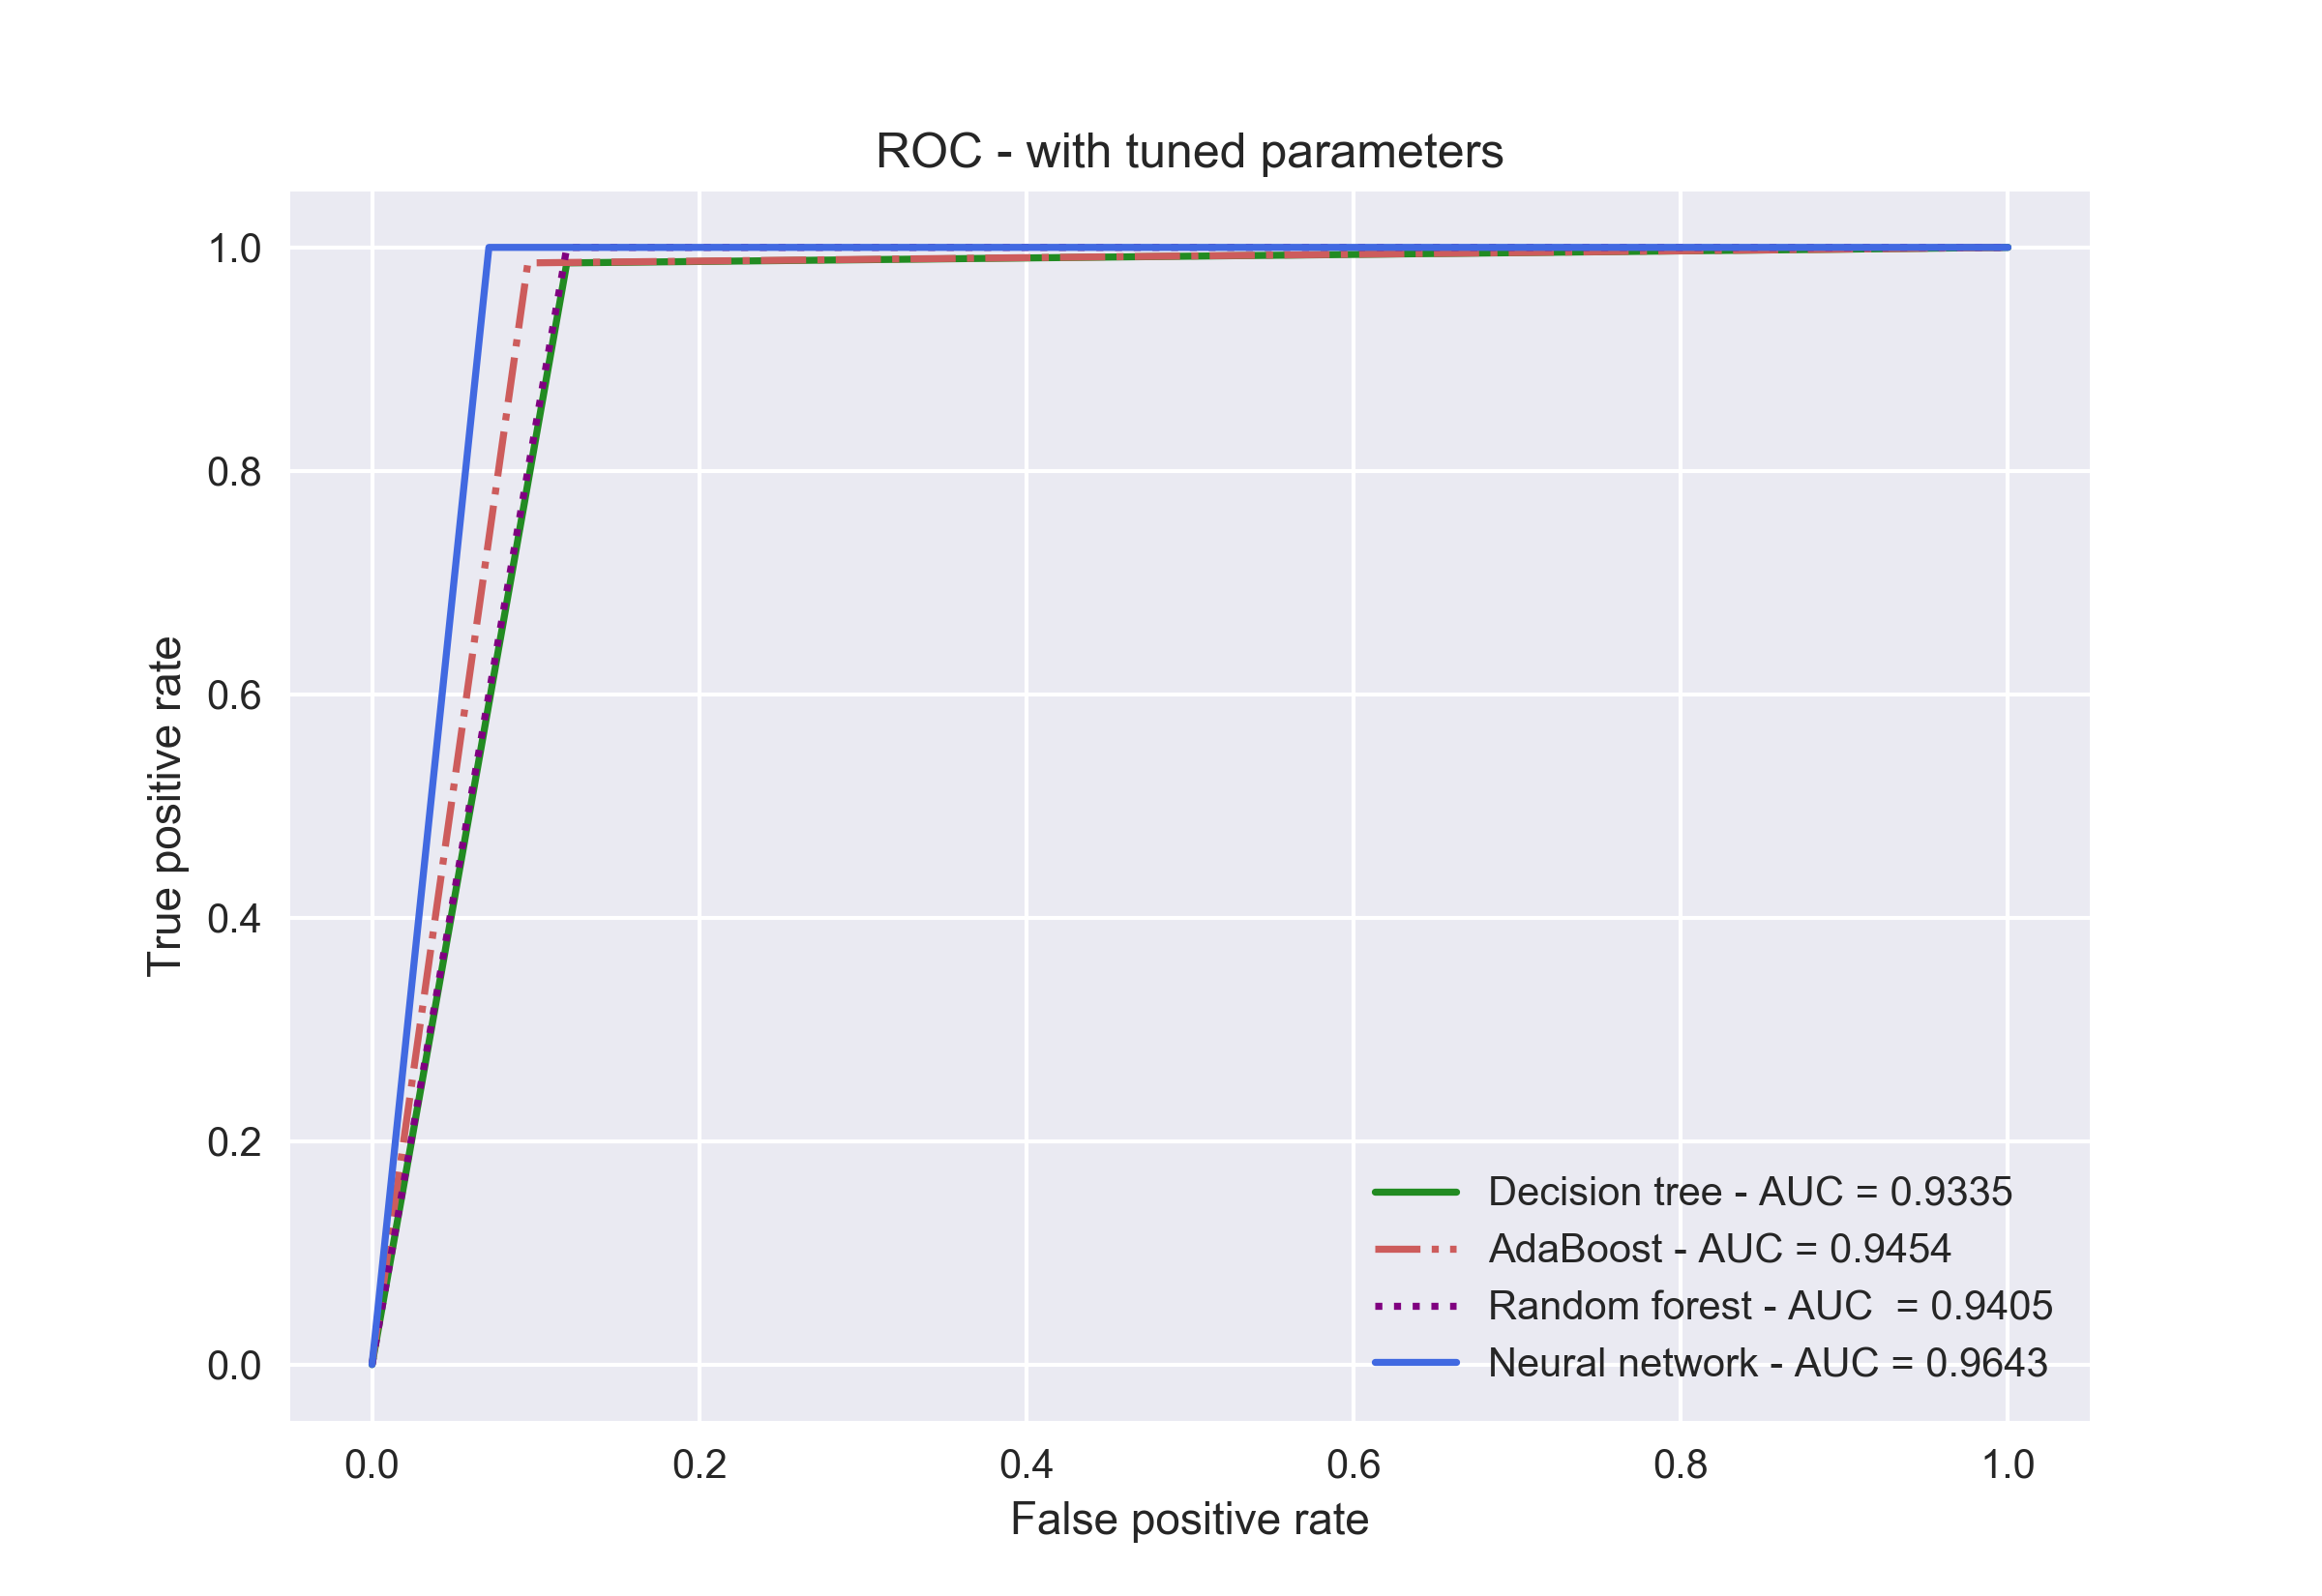 ROC - with tuned parameters
1.0
0.8
0.6
0.4
0.2
0.0
True positive rate
Decision tree - AUC = 0.9335
AdaBoost - AUC = 0.9454
Random forest - AUC  = 0.9405
Neural network - AUC = 0.9643
0.0 0.2 0.4 0.6 0.8 1.0
False positive rate